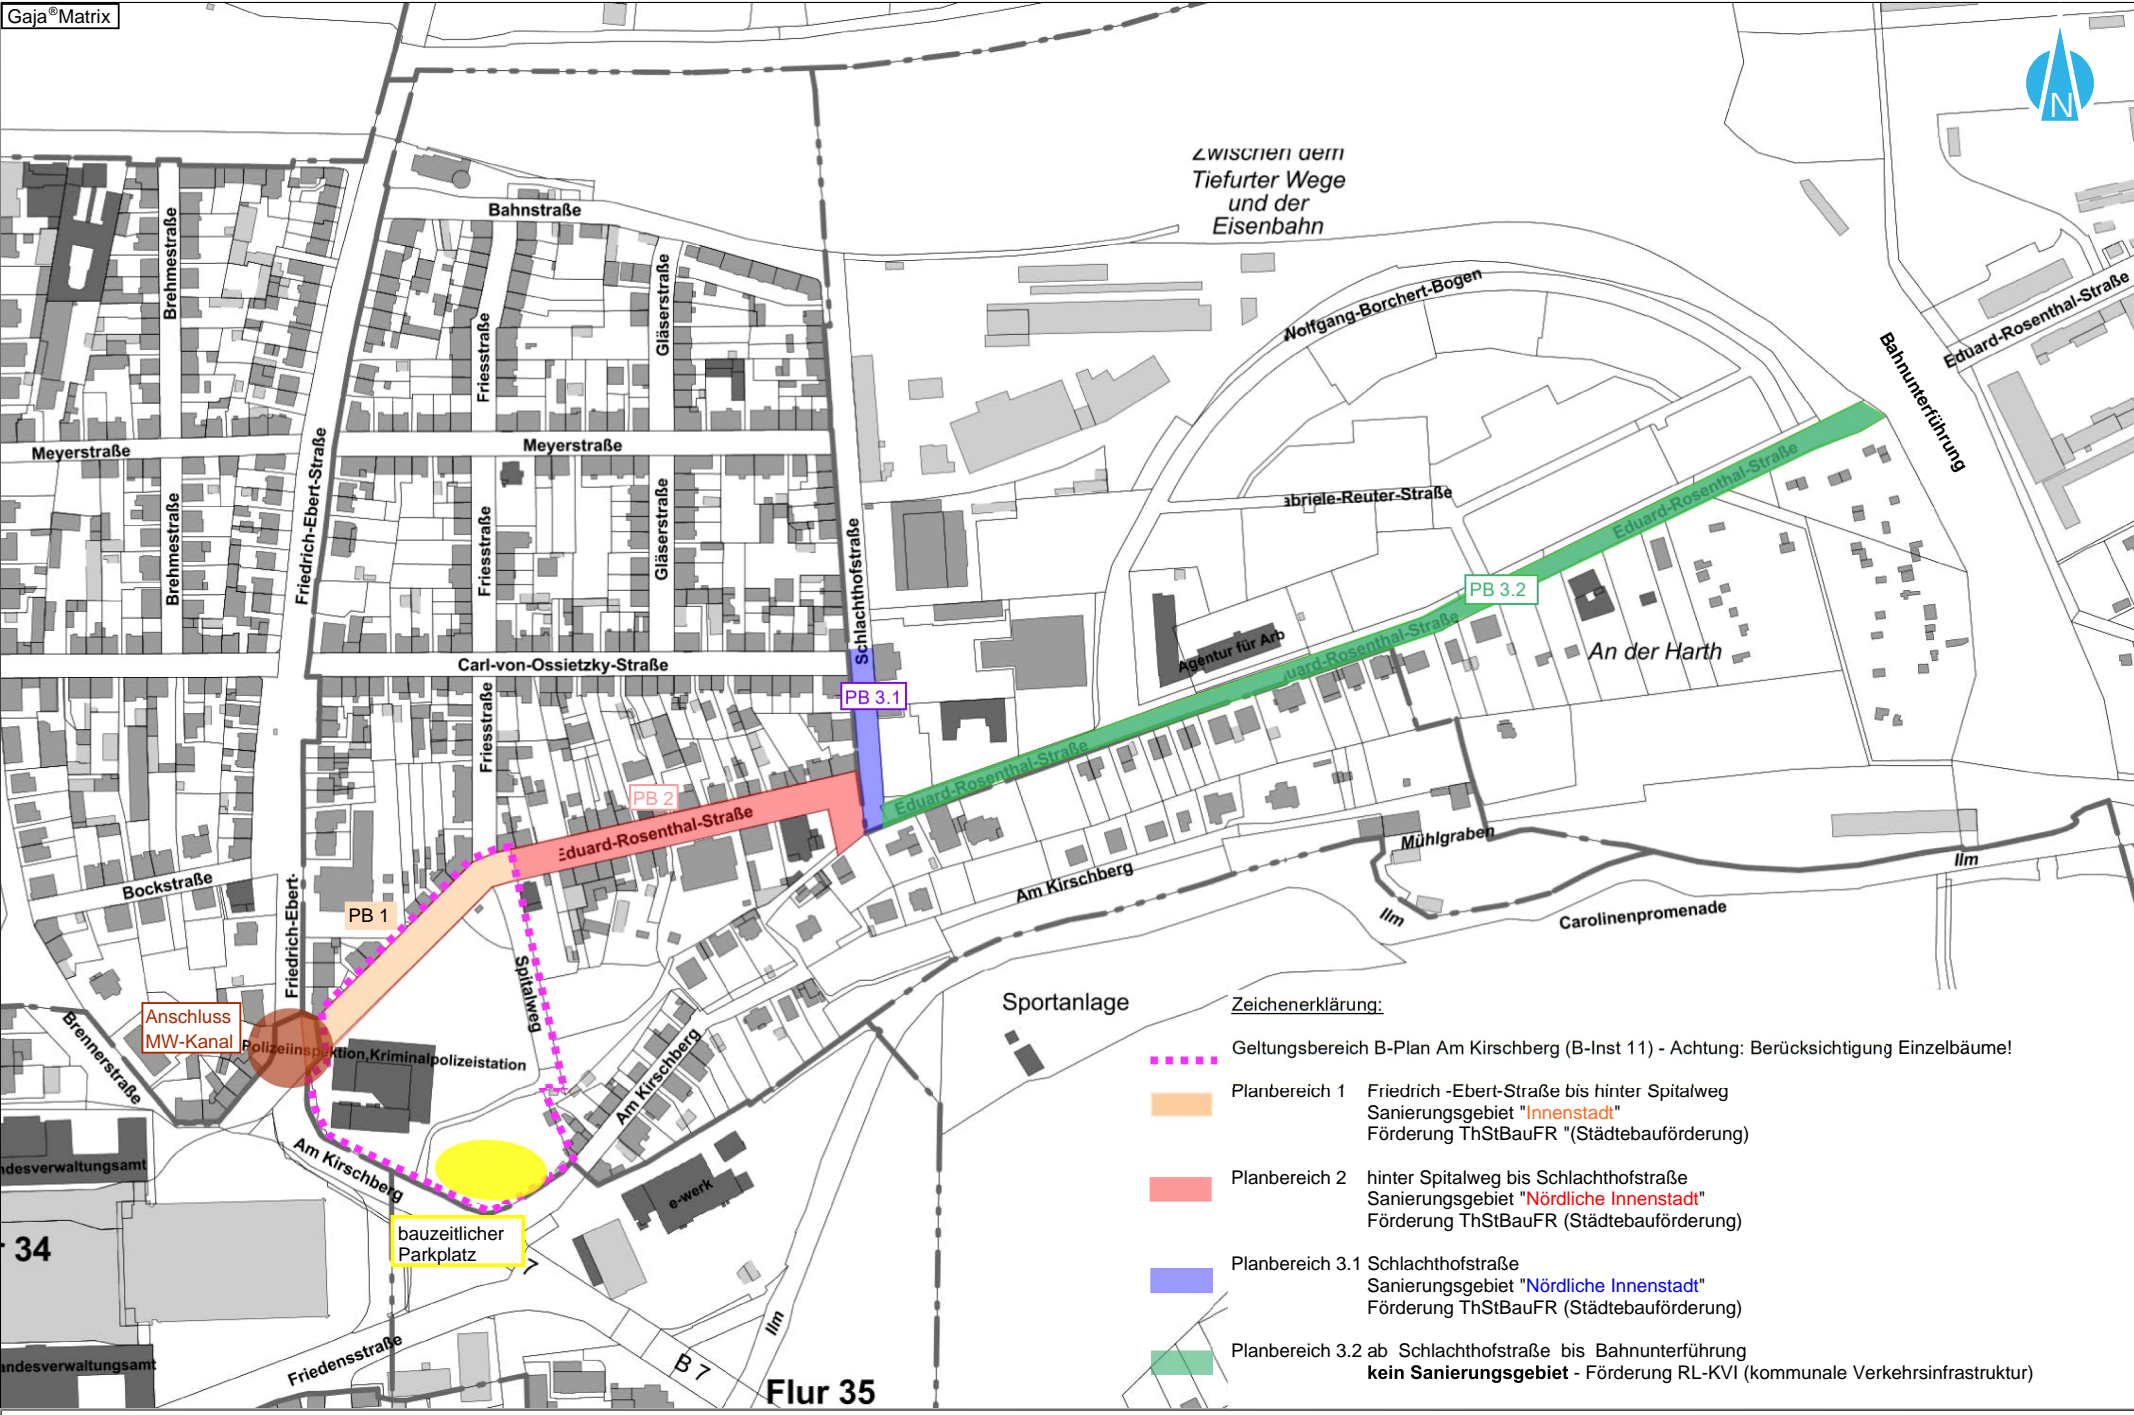 Gaja®Matrix
N
Zwischen dem
Tiefurter Wege
und der
Eisenbahn
Bahnstraße
Brehmestraße
Friesstraße
Gläserstraße
Wolfgang-Borchert-Bogen
Eduard-Rosenthal-Straße
Bahnunterführung
Meyerstraße
Meyerstraße
Friedrich-Ebert-Straße
Brehmestraße
Friesstraße
Gläserstraße
Schlachthofstraße
abriele-Reuter-Straße
Eduard-Rosenthal-Straße
PB 3.2
uard-Rosenthal-Straße
Agentur für Arb
An der Harth
Carl-von-Ossietzky-Straße
PB 3.1
Friesstraße
Eduard-Rosenthal-Straße
PB 2
Eduard-Rosenthal-Straße
Mühlgraben
Ilm
Bockstraße
Am Kirschberg
PB 1
Ilm
Carolinenpromenade
Friedrich-Ebert-
Spitalweg
Anschluss
MW-Kanal
Brennerstraße
Polizeiinspektion,Kriminalpolizeistation
Am Kirschberg
Sportanlage
Am Kirschberg
ndesverwaltungsamt
e-werk
bauzeitlicher
Parkplatz
r 34
7
andesverwaltungsamt
Friedensstraße
B 7
Ilm
Flur 35
Zeichenerklärung:
Geltungsbereich B-Plan Am Kirschberg (B-Inst 11) - Achtung: Berücksichtigung Einzelbäume!
Planbereich 1 Friedrich -Ebert-Straße bis hinter Spitalweg
Sanierungsgebiet "Innenstadt"
Förderung ThStBauFR "(Städtebauförderung)
Planbereich 2 hinter Spitalweg bis Schlachthofstraße
Sanierungsgebiet "Nördliche Innenstadt"
Förderung ThStBauFR (Städtebauförderung)
Planbereich 3.1 Schlachthofstraße
Sanierungsgebiet "Nördliche Innenstadt"
Förderung ThStBauFR (Städtebauförderung)
Planbereich 3.2 ab Schlachthofstraße bis Bahnunterführung
kein Sanierungsgebiet - Förderung RL-KVI (kommunale Verkehrsinfrastruktur)